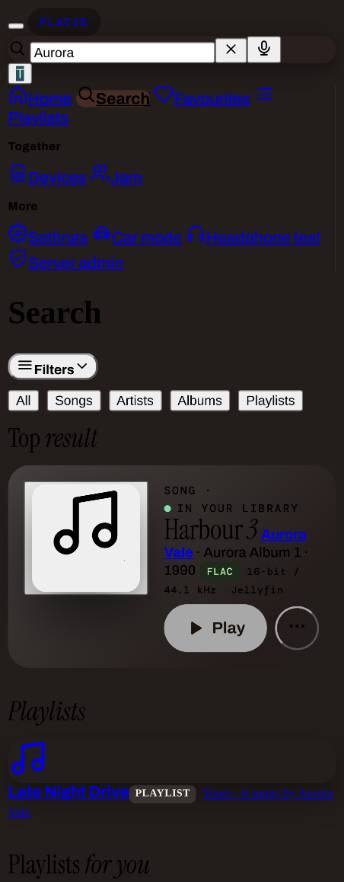 PLACES
Aurora
T
Home Search Favourites
Playlists
Together
Devices Jam
More
Settings Car mode Headphone test
Server admin
Search
Filters
All Songs Artists Albums Playlists
Top result
SONG ·
IN YOUR LIBRARY
Harbour 3 Aurora
Vale · Aurora Album 1 ·
1990 FLAC 16-bit /
44.1 kHz Jellyfin
Play
Playlists
Late Night Drive PLAYLIST
Vale
Playlists for you